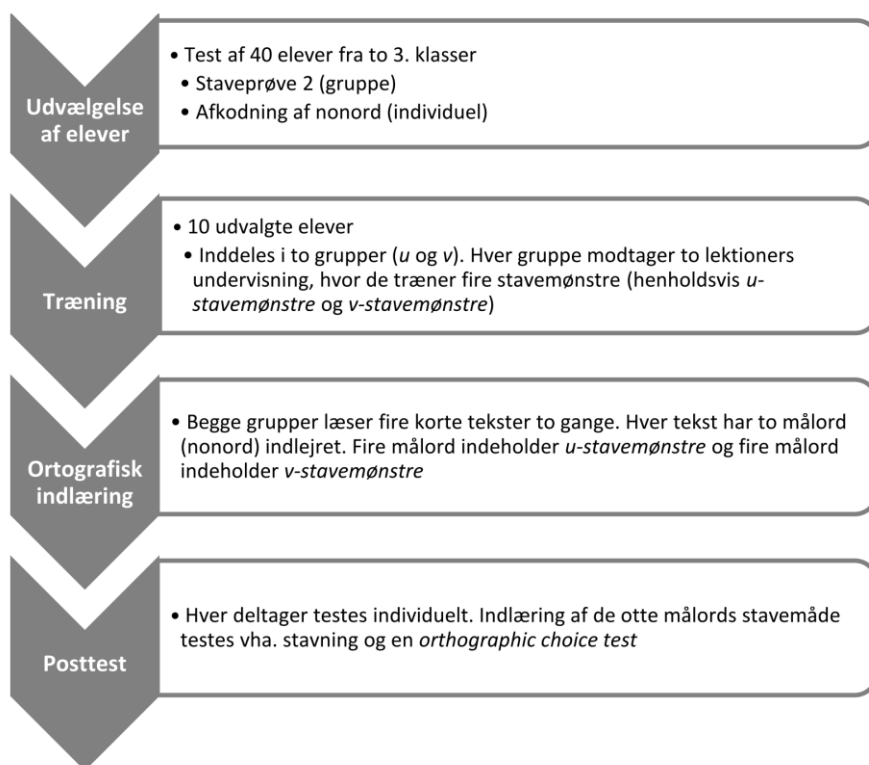 Udvælgelse
af elever
• Test af 40 elever fra to 3. klasser
• Staveprøve 2 (gruppe)
• Afkodning af nonord (individuel)
Træning
• 10 udvalgte elever
• Inddeles i to grupper (u og v). Hver gruppe modtager to lektioners
undervisning, hvor de træner fire stavemønstre (henholdsvis u-
stavemønstre og v-stavemønstre)
Ortografisk
indlæring
• Begge grupper læser fire korte tekster to gange. Hver tekst har to målord
(nonord) indlejret. Fire målord indeholder u-stavemønstre og fire målord
indeholder v-stavemønstre
Posttest
• Hver deltager testes individuelt. Indlæring af de otte målords stavemåde
testes vha. stavning og en orthographic choice test